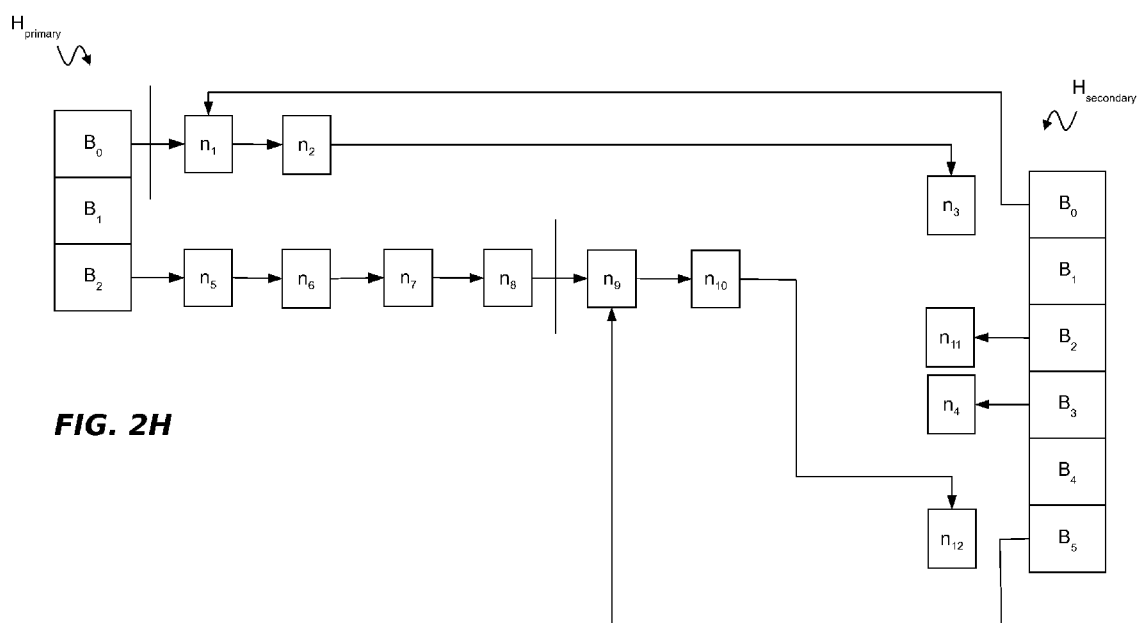 H primary
H secondary
B0
n1
n2
B1
n3
B0
B2
n5
n6
n7
n8
n9
n10
B1
n11
B2
n4
B3
FIG. 2H
B4
n12
B5